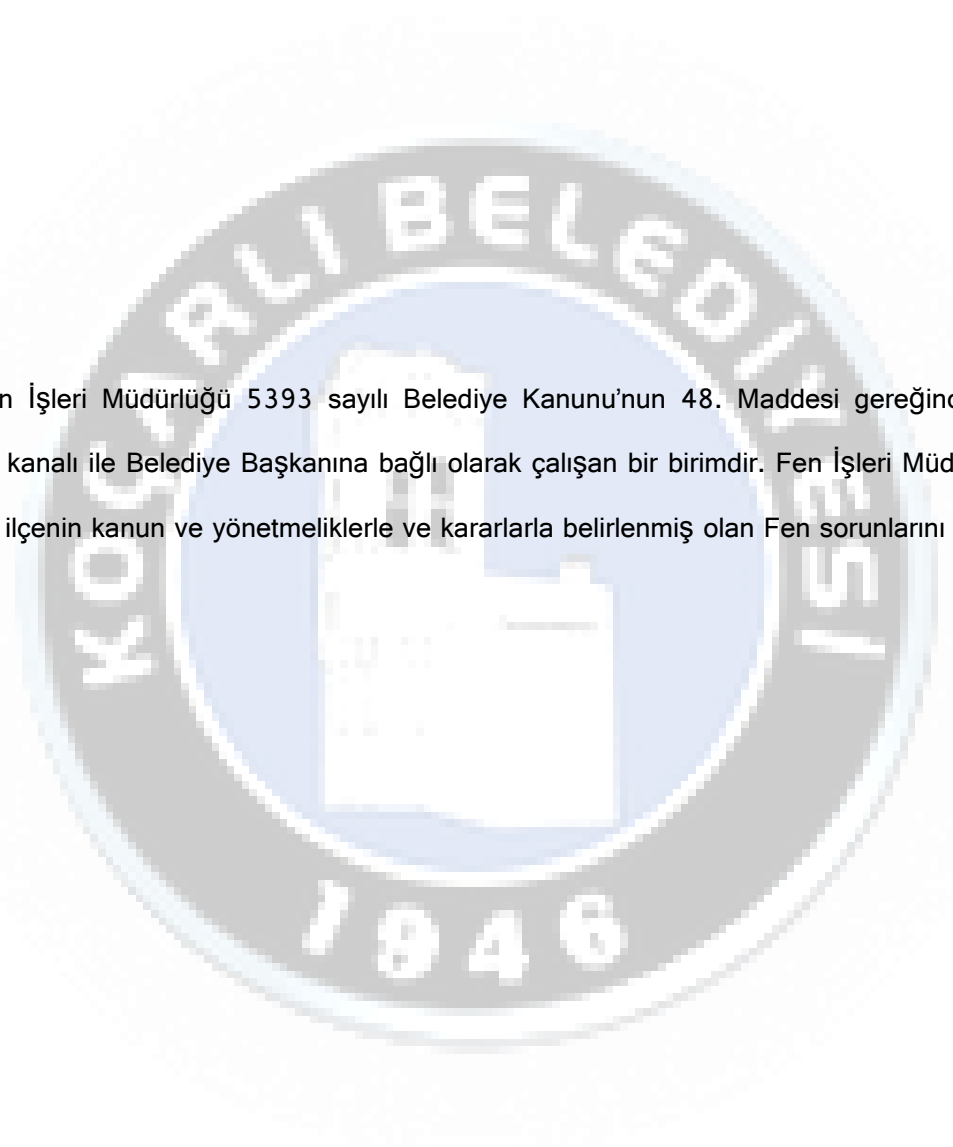 KOÇARLI BELEDİYESİ
n İşleri Müdürlüğü 5393 sayılı Belediye Kanunu’nun 48. Maddesi gereğinc
kanalı ile Belediye Başkanına bağlı olarak çalışan bir birimdir. Fen İşleri Müd
ilçenin kanun ve yönetmeliklerle ve kararlarla belirlenmiş olan Fen sorunlarını
1946